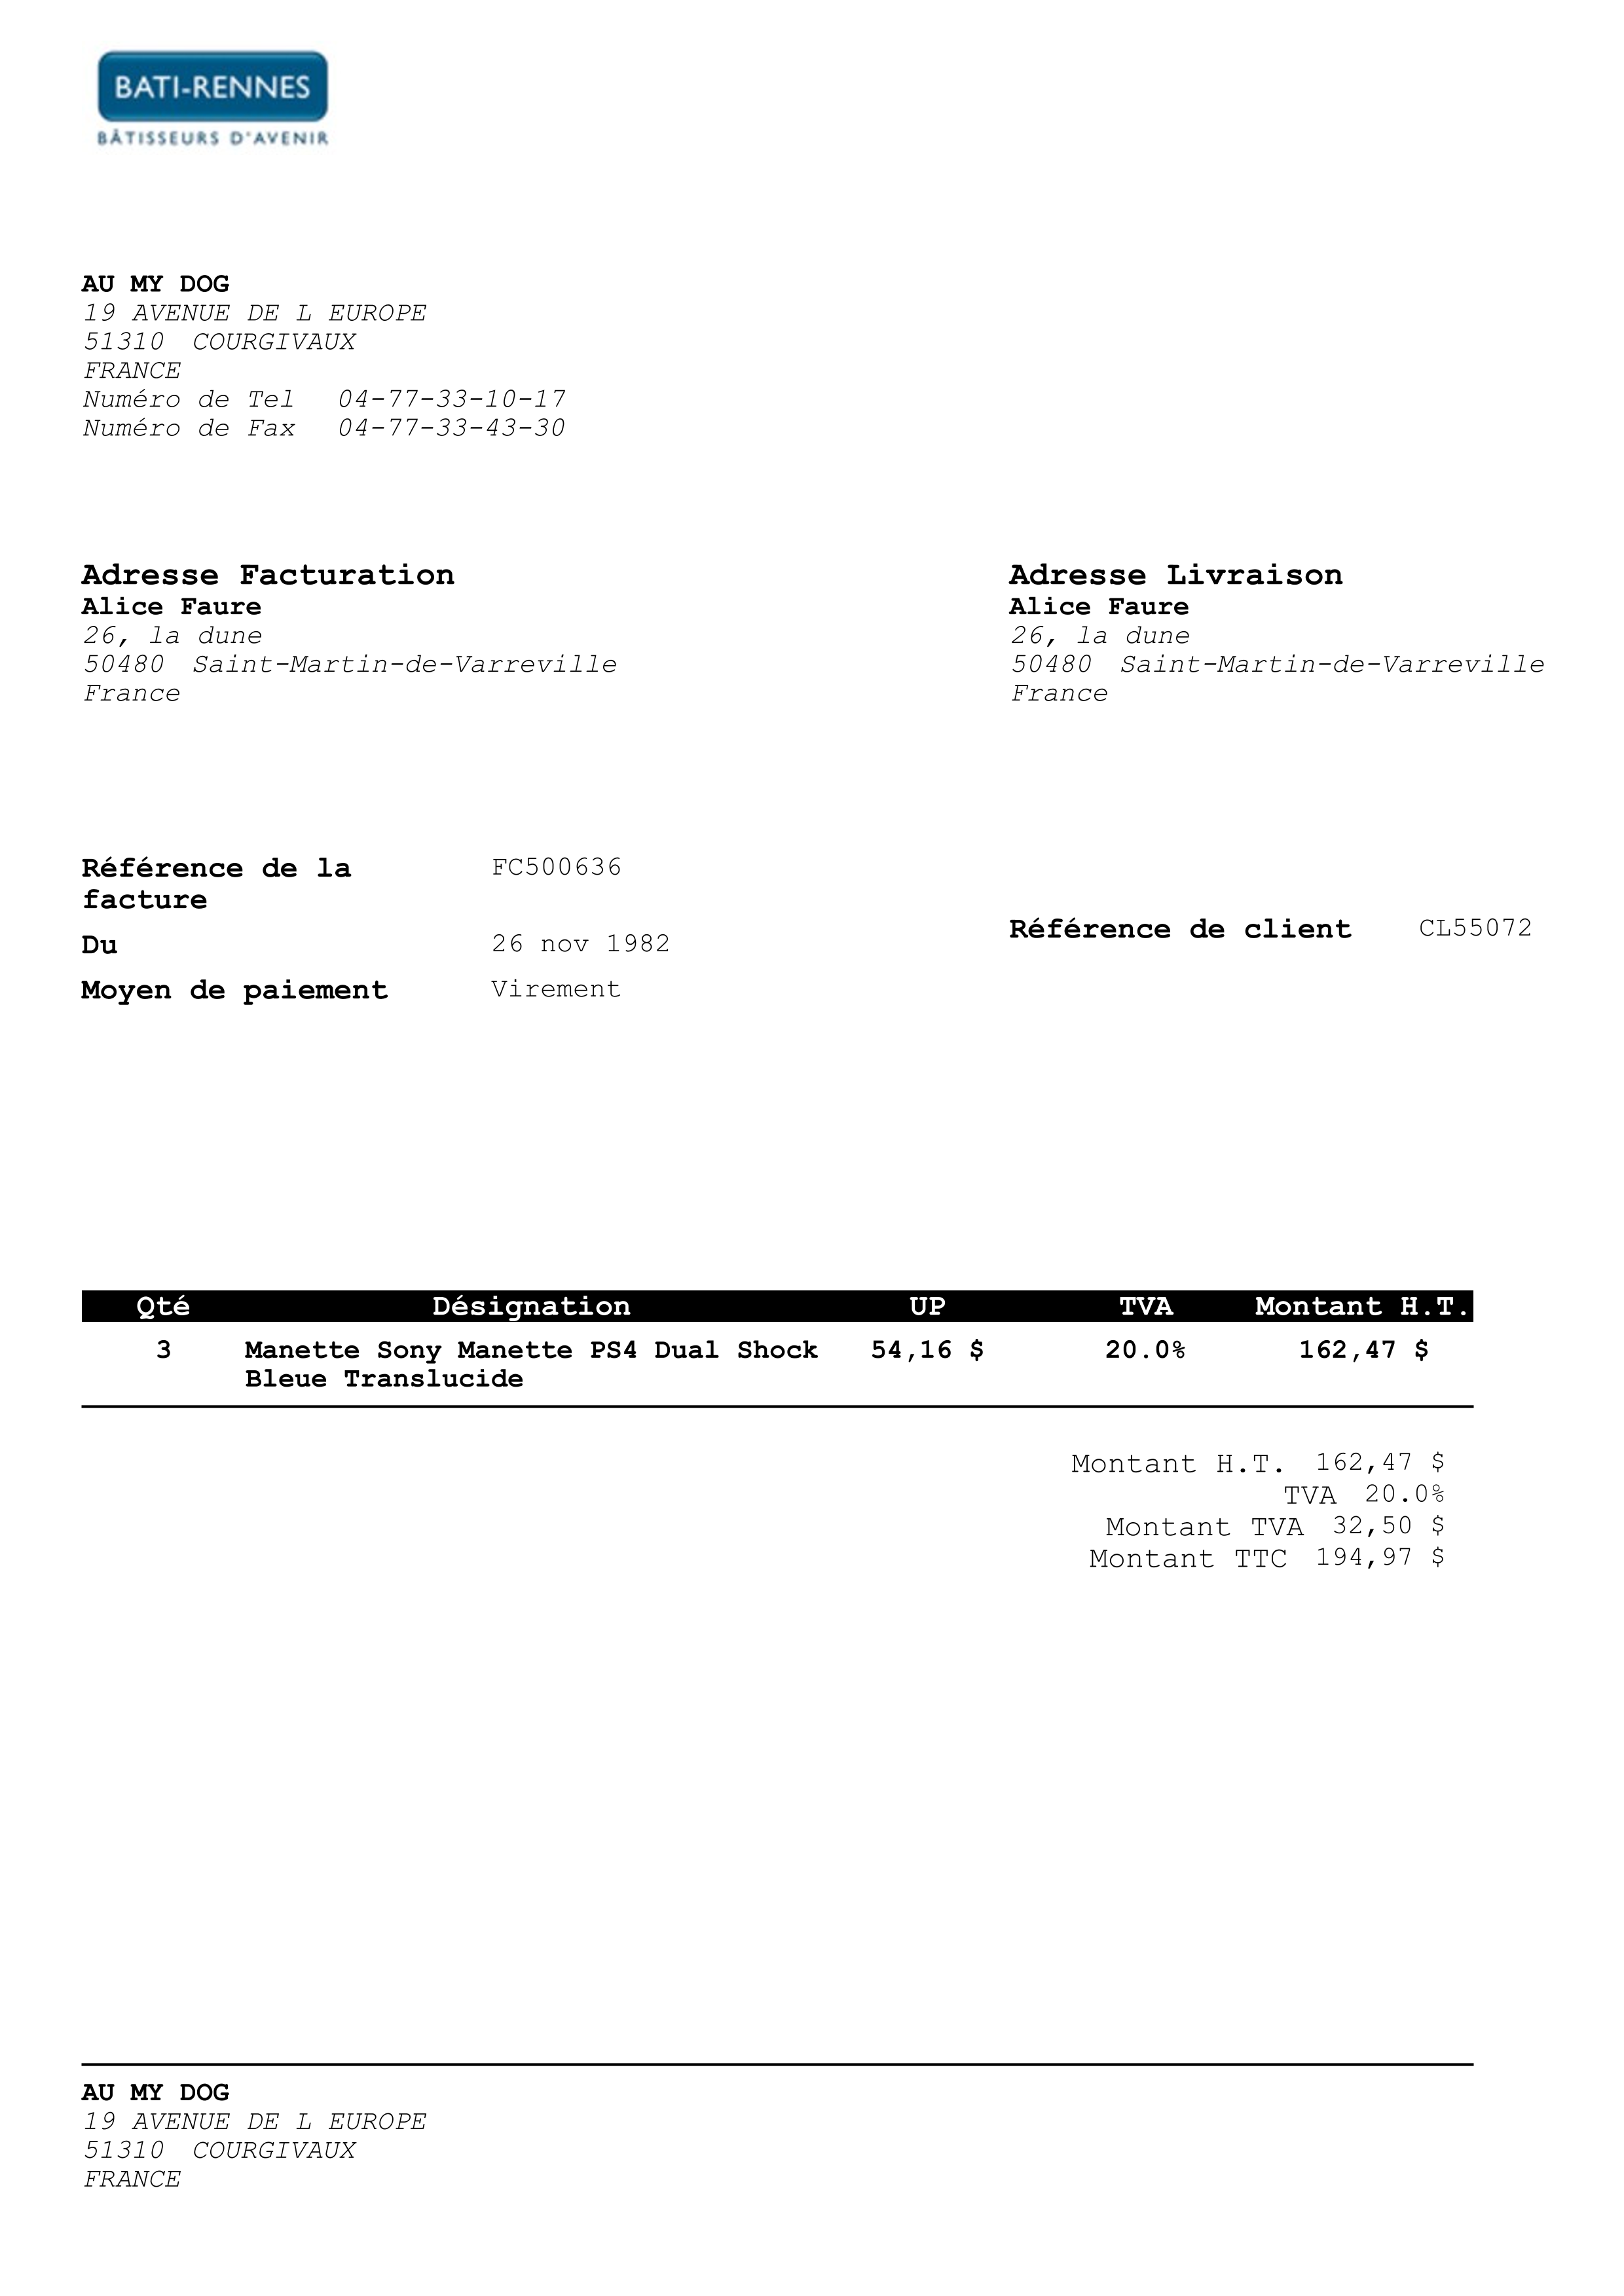 BATI-RENNES
BÂTISSEURS D'AVENIR
AU MY DOG
19 AVENUE DE L EUROPE
51310 COURGIVAUX
FRANCE
Numéro de Tel 04-77-33-10-17
Numéro de Fax 04-77-33-43-30
Adresse Facturation
Alice Faure
26, la dune
50480 Saint-Martin-de-Varreville
France
Adresse Livraison
Alice Faure
26, la dune
50480 Saint-Martin-de-Varreville
France
Référence de la FC500636
facture
Du 26 nov 1982
Moyen de paiement Virement
Référence de client CL55072
Qté Désignation UP TVA Montant H.T.
3 Manette Sony Manette PS4 Dual Shock 54,16 $ 20.0% 162,47 $
Bleue Translucide
Montant H.T. 162,47 $
TVA 20.0%
Montant TVA 32,50 $
Montant TTC 194,97 $
AU MY DOG
19 AVENUE DE L EUROPE
51310 COURGIVAUX
FRANCE